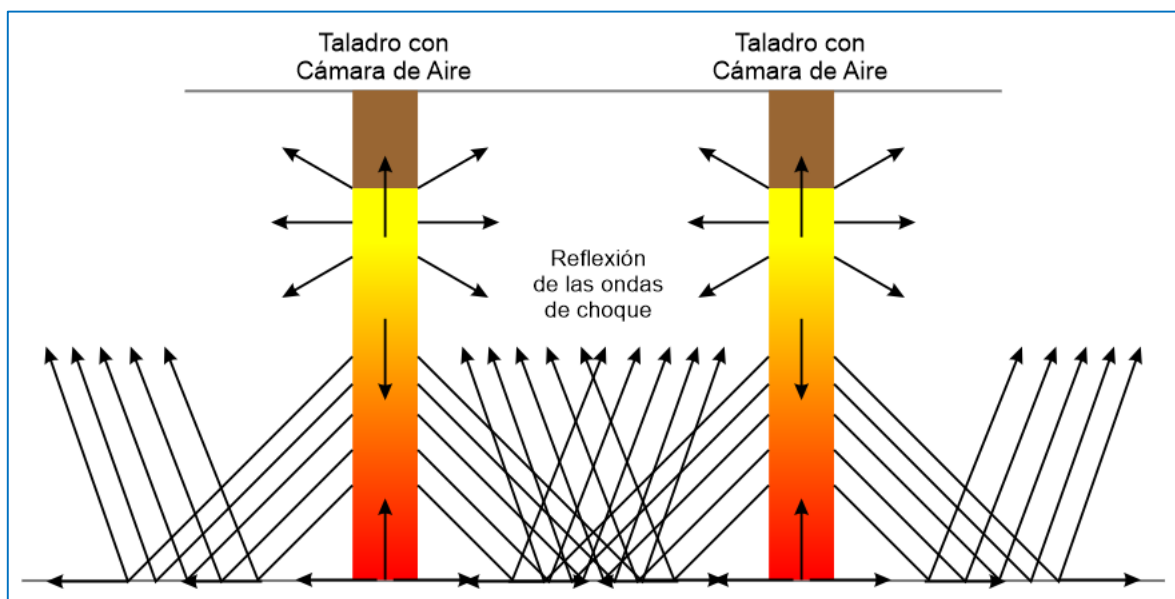 Taladro con
Cámara de Aire
Taladro con
Cámara de Aire
Reflexión
de las ondas
de choque